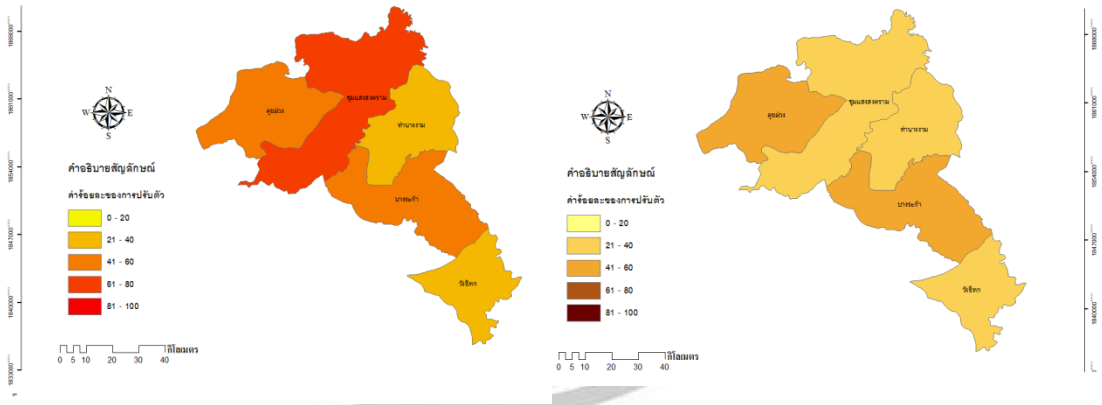 1868000
1861000
1854000
1847000
1840000
1833000
N
W E
S
ลุยม่วง
ชุมแสงสงคราม
ท่านางงาม
บางระกำ
วังอิทก
คำอธิบายสัญลักษณ์
ค่าร้อยละของการปรับตัว
0 - 20
21 - 40
41 - 60
61 - 80
81 - 100
กิโลเมตร
0 5 10 20 30 40
N
W E
S
ลุยม่วง
ชุมแสงสงคราม
ท่านางงาม
บางระกำ
วังอิทก
คำอธิบายสัญลักษณ์
ค่าร้อยละของการปรับตัว
0 - 20
21 - 40
41 - 60
61 - 80
81 - 100
กิโลเมตร
0 5 10 20 30 40
1868000
1861000
1854000
1847000
1840000